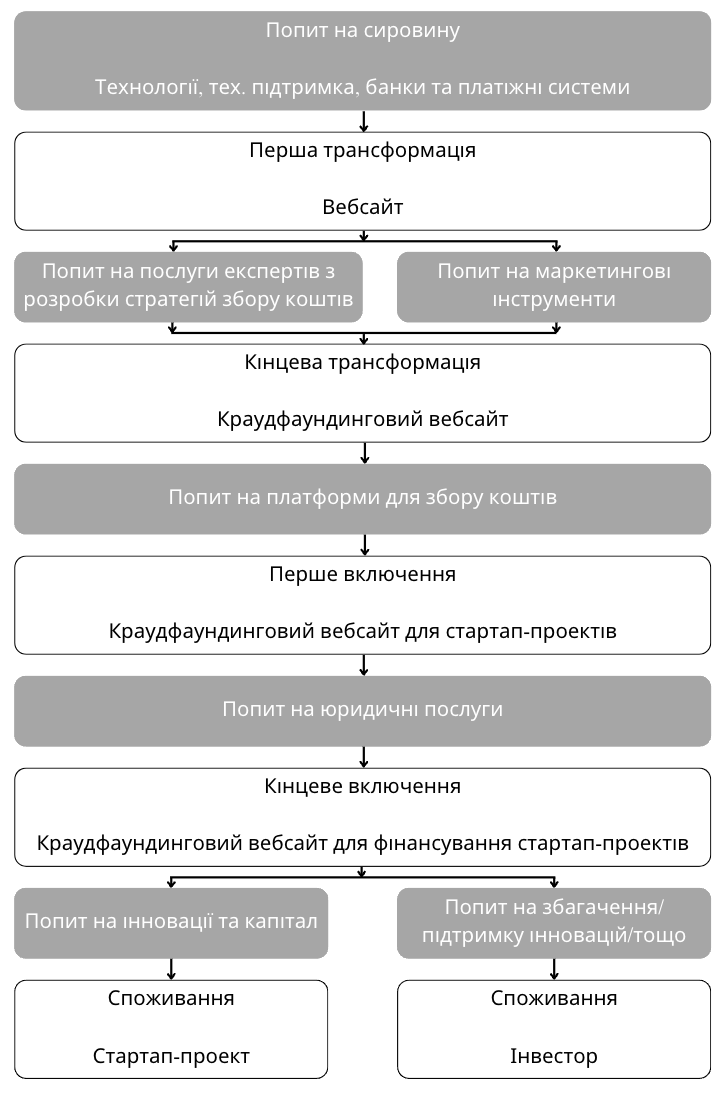 Попит на сировину
Технології, тех. підтримка, банки та платіжні системи
Перша трансформація
Вебсайт
Попит на послуги експертів з
розробки стратегій збору коштів
Попит на маркетингові
інструменти
Кінцева трансформація
Краудфаундинговий вебсайт
Попит на платформи для збору коштів
Перше включення
Краудфаундинговий вебсайт для стартап-проектів
Попит на юридичні послуги
Кінцеве включення
Краудфаундинговий вебсайт для фінансування стартап-проектів
Попит на інновації та капітал
Попит на збагачення/
підтримку інновацій/тощо
Споживання
Стартап-проект
Споживання
Інвестор